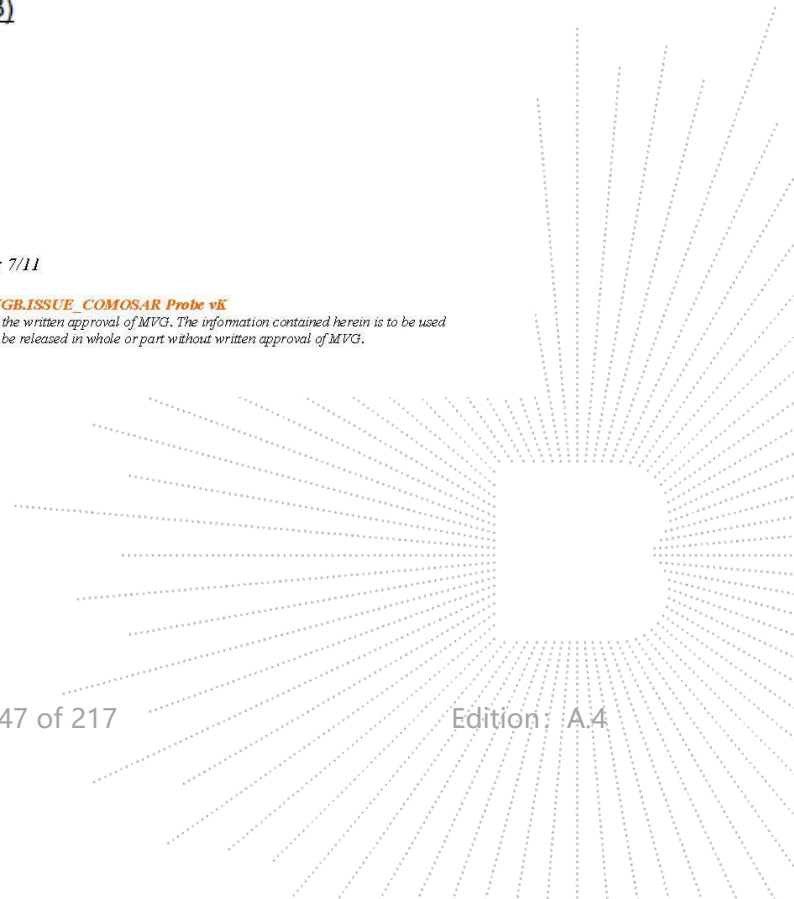 : 7/11
GB.ISSUE_COMOSAR Probe vK
the written approval of MVG. The information contained herein is to be used
be released in whole or part without written approval of MVG.
47 of 217
Edition： A.4